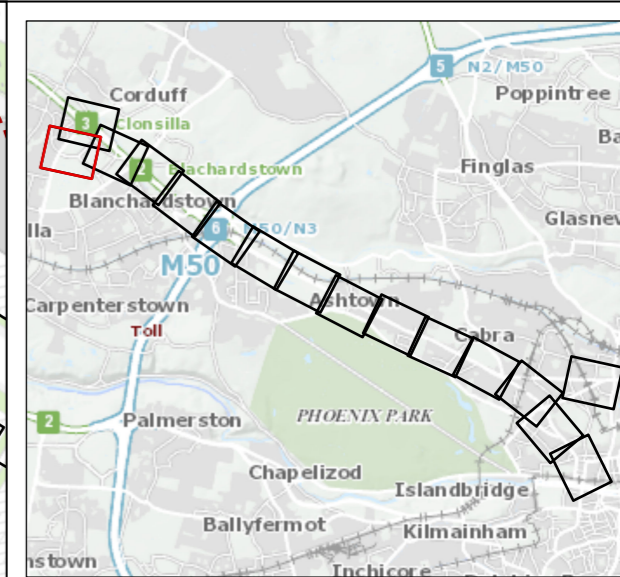 5
N2/M50
Corduff
Poppintree
3
Clonsilla
Ba
2
Blachardstown
Finglas
Blanchardstown
Glasnev
lla
6
M50/N3
M50
Carpenterstown
Ashtown
Toll
Cabra
2
Palmerston
PHOENIX PARK
Chapelizod
Islandbridge
Ballyfermot
Kilmainham
nstown
Inchicore